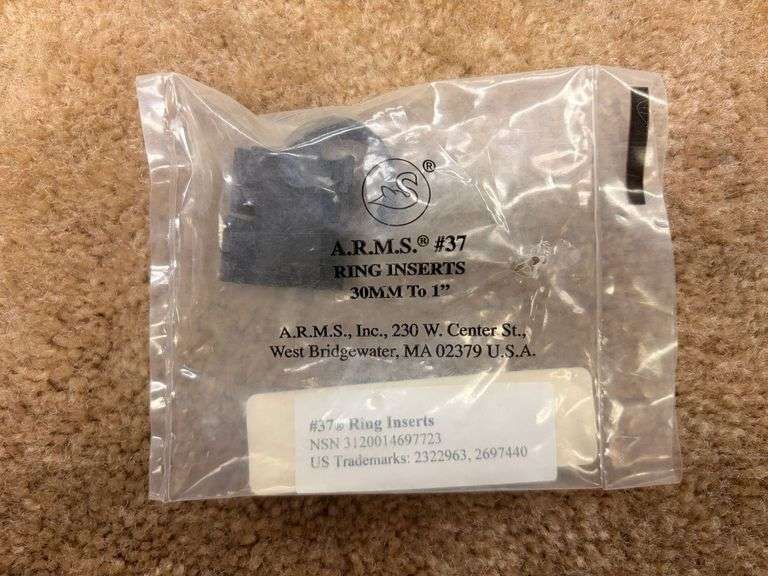 ®
A.R.M.S.® #37
RING INSERTS
30MM To 1”
A.R.M.S., Inc., 230 W. Center St.,
West Bridgewater, MA 02379 U.S.A.
#37® Ring Inserts
NSN 3120014697723
US Trademarks: 2322963, 2697440